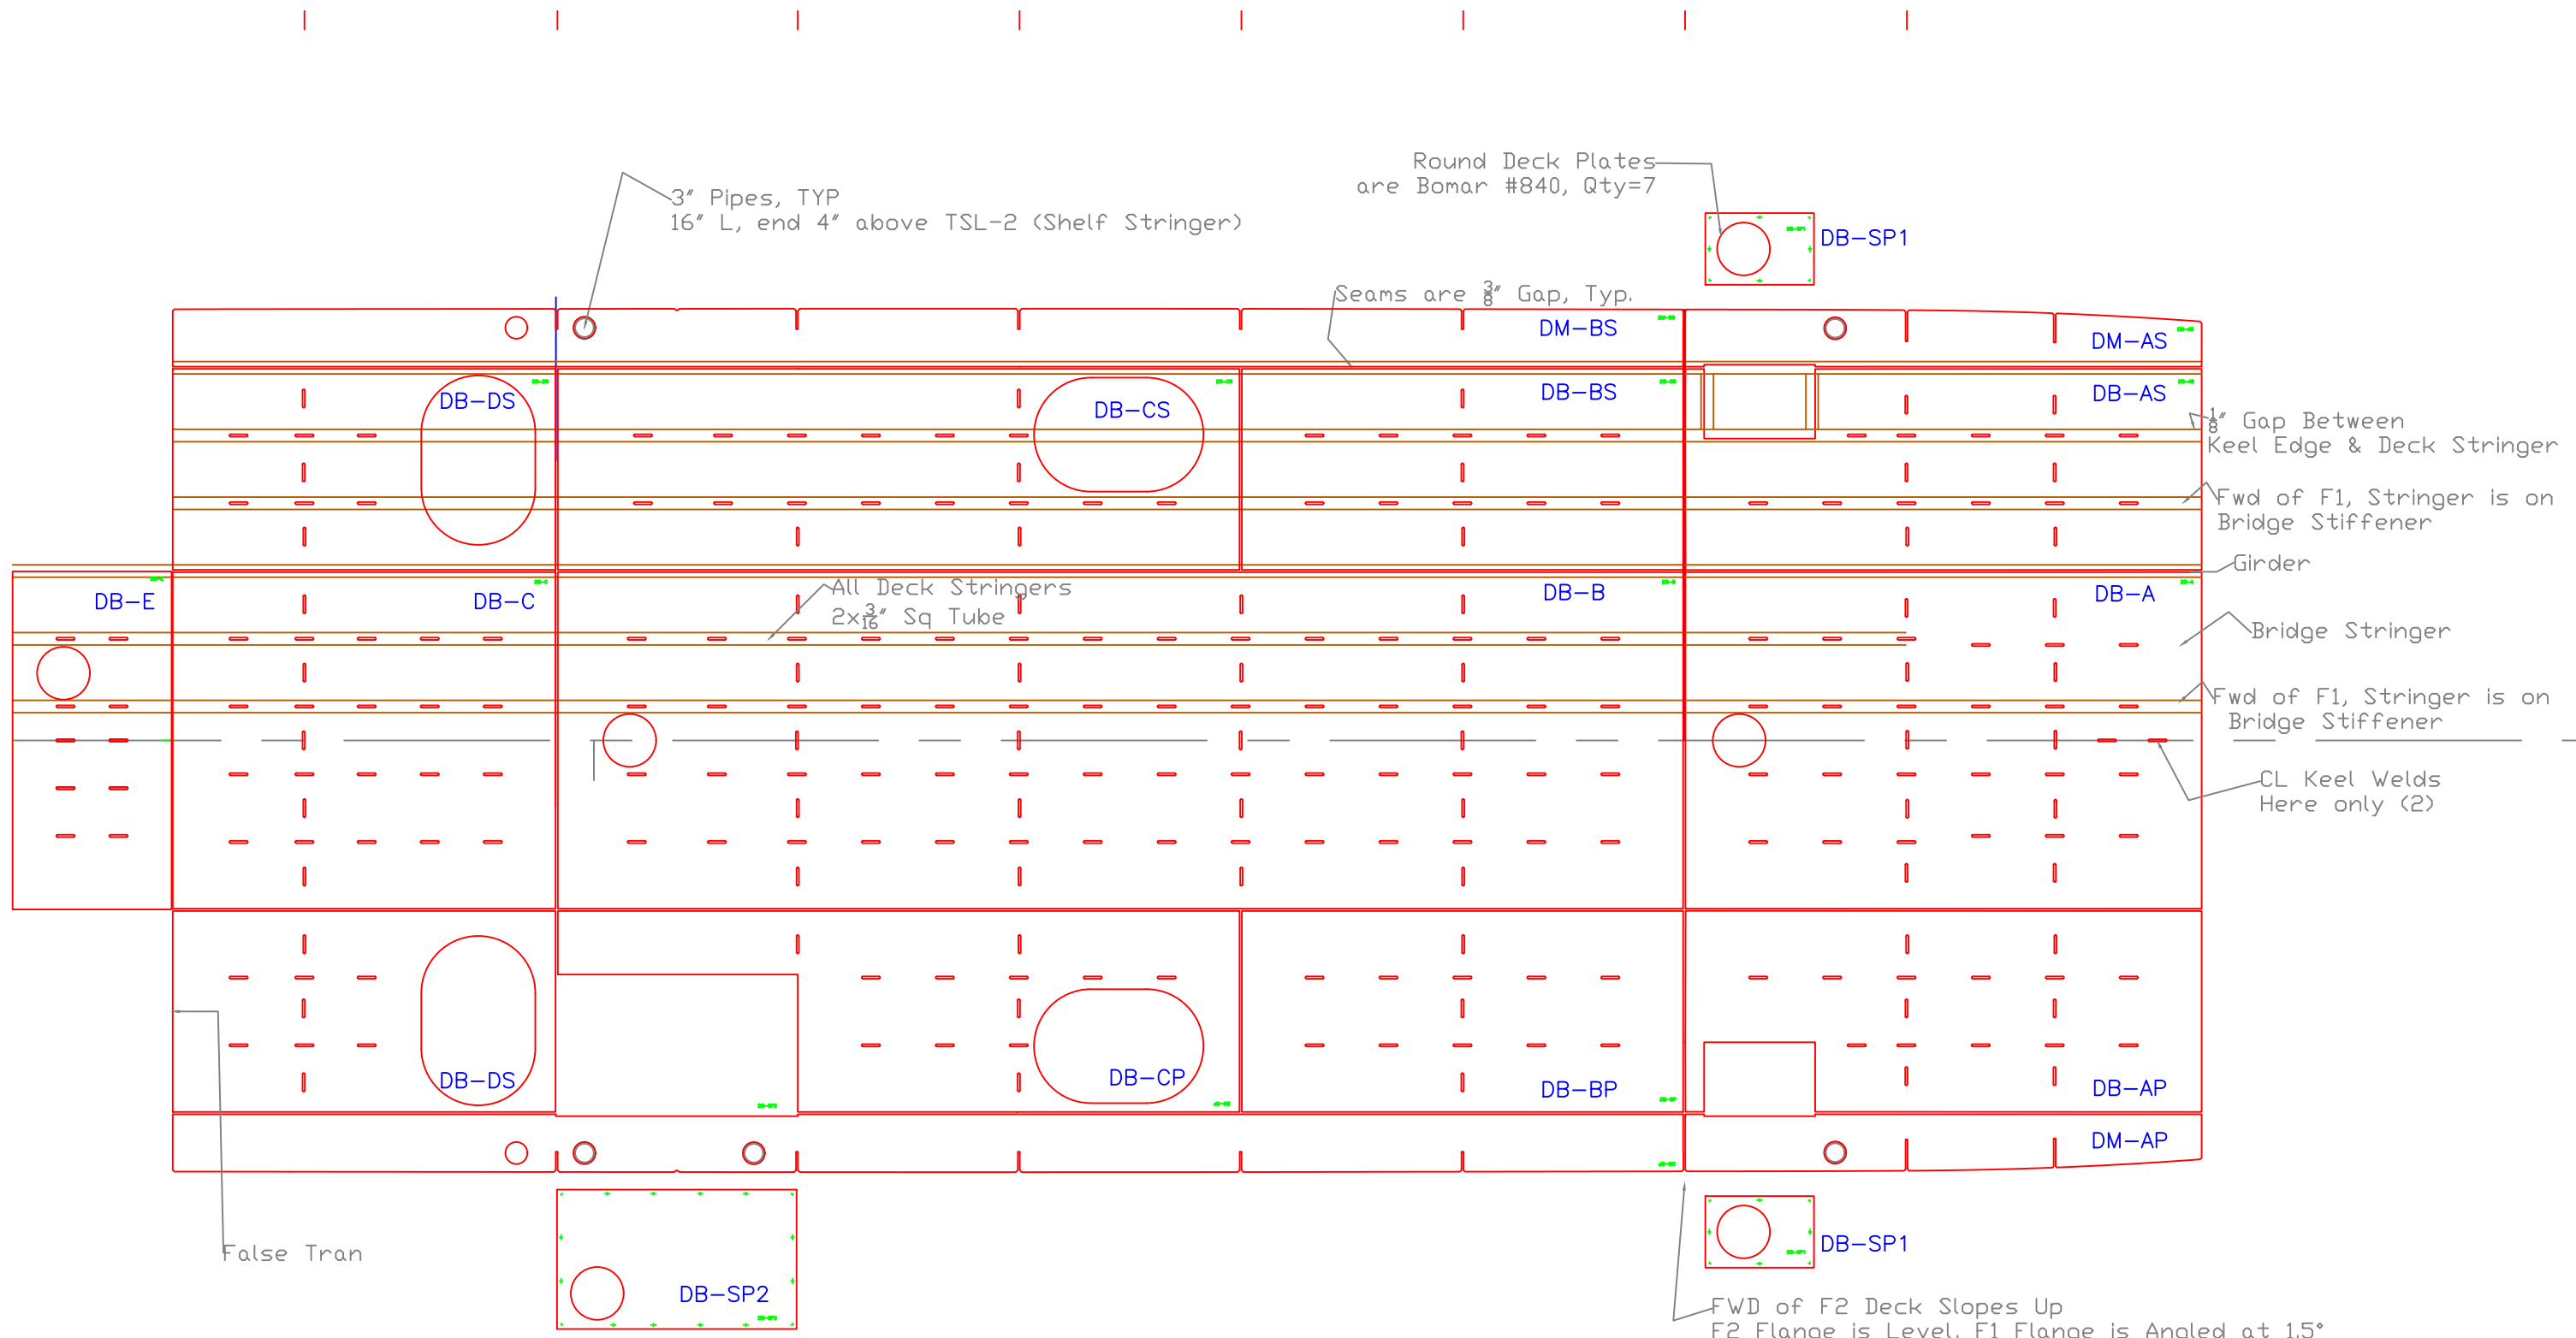 Round Deck Plates
are Bomar #840, Qty=7
3" Pipes, TYP
16" L, end 4" above TSL-2 (Shelf Stringer)
DB-SP1
DB-SP1
Seams are 3/8" Gap, Typ.
DM-BS
DM-AS
DB-DS
DB-CS
DB-BS
DB-AS
1/8" Gap Between
Keel Edge & Deck Stringer
Fwd of F1, Stringer is on
Bridge Stiffener
Girder
DB-E
DB-C
All Deck Stringers
2x3/16" Sq Tube
DB-B
DB-A
Bridge Stringer
Fwd of F1, Stringer is on
Bridge Stiffener
CL Keel Welds
Here only (2)
DB-DS
DB-CP
DB-BP
DB-AP
DM-AP
False Tran
DB-SP2
DB-SP1
DB-SP1
FWD of F2 Deck Slopes Up
F2 Flange is Level, F1 Flange is Angled at 1.5°